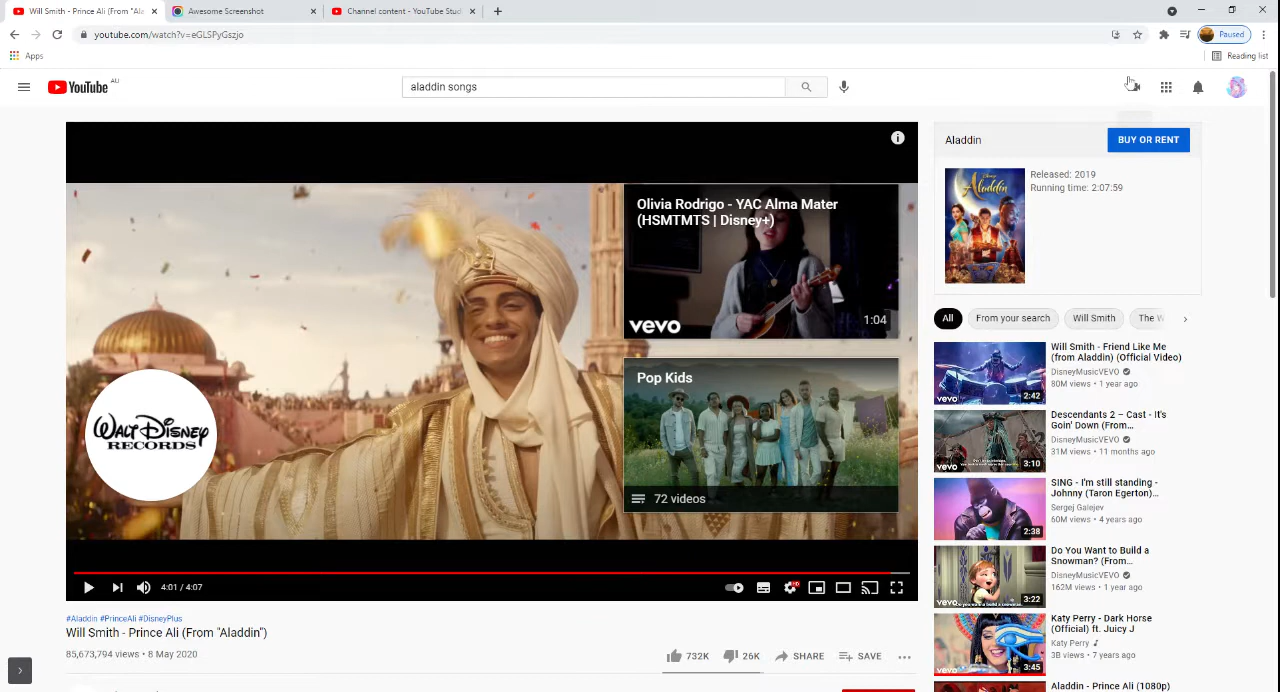 Will Smith - Prince Ali (From "Ala
Awesome Screenshot
Channel content - YouTube Stud
youtube.com/watch?v=eGLSPyGszjo
Paused
Apps
Reading list
YouTube AU
aladdin songs
Olivia Rodrigo - YAC Alma Mater
(HSMTMTS | Disney+)
vevo
1:04
Pop Kids
72 videos
WALT DISNEY
RECORDS
4:01 / 4:07
HD
#Aladdin #PrinceAli #DisneyPlus
Will Smith - Prince Ali (From "Aladdin")
85,673,794 views • 8 May 2020
732K
26K
SHARE
SAVE
Aladdin
BUY OR RENT
Aladdin
Released: 2019
Running time: 2:07:59
All
From your search
Will Smith
The W
Will Smith - Friend Like Me
(from Aladdin) (Official Video)
DisneyMusicVEVO
80M views • 1 year ago
vevo
2:42
Descendants 2 – Cast - It's
Goin' Down (From...
DisneyMusicVEVO
31M views • 11 months ago
vevo
3:10
SING - I'm still standing -
Johnny (Taron Egerton)...
Sergej Galejev
60M views • 4 years ago
2:38
Do You Want to Build a
Snowman? (From...
DisneyMusicVEVO
162M views • 1 year ago
vevo
3:22
Katy Perry - Dark Horse
(Official) ft. Juicy J
Katy Perry
3B views • 7 years ago
vevo
3:45
Aladdin - Prince Ali (1080p)